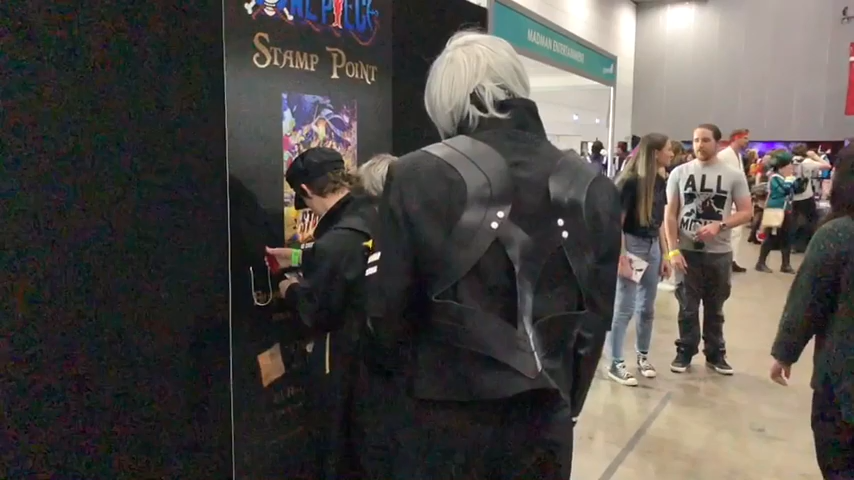 ONE PIECE
STAMP POINT
MADMAN ENTERTAINMENT
ALL